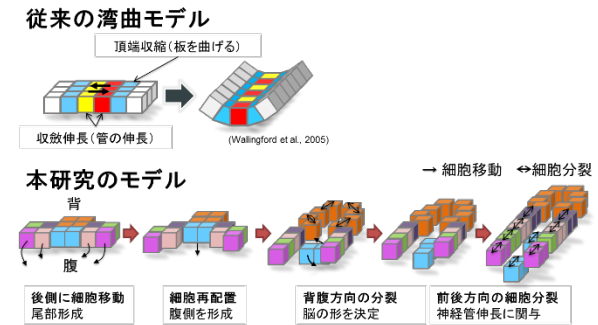 従来の湾曲モデル
頂端収縮(板を曲げる)
収斂伸長(管の伸長)
(Wallingford et al., 2005)
本研究のモデル
→ 細胞移動 ⇔細胞分裂
背
腹
後側に細胞移動
尾部形成
細胞再配置
腹側を形成
背腹方向の分裂
脳の形を決定
前後方向の細胞分裂
神経管伸長に関与